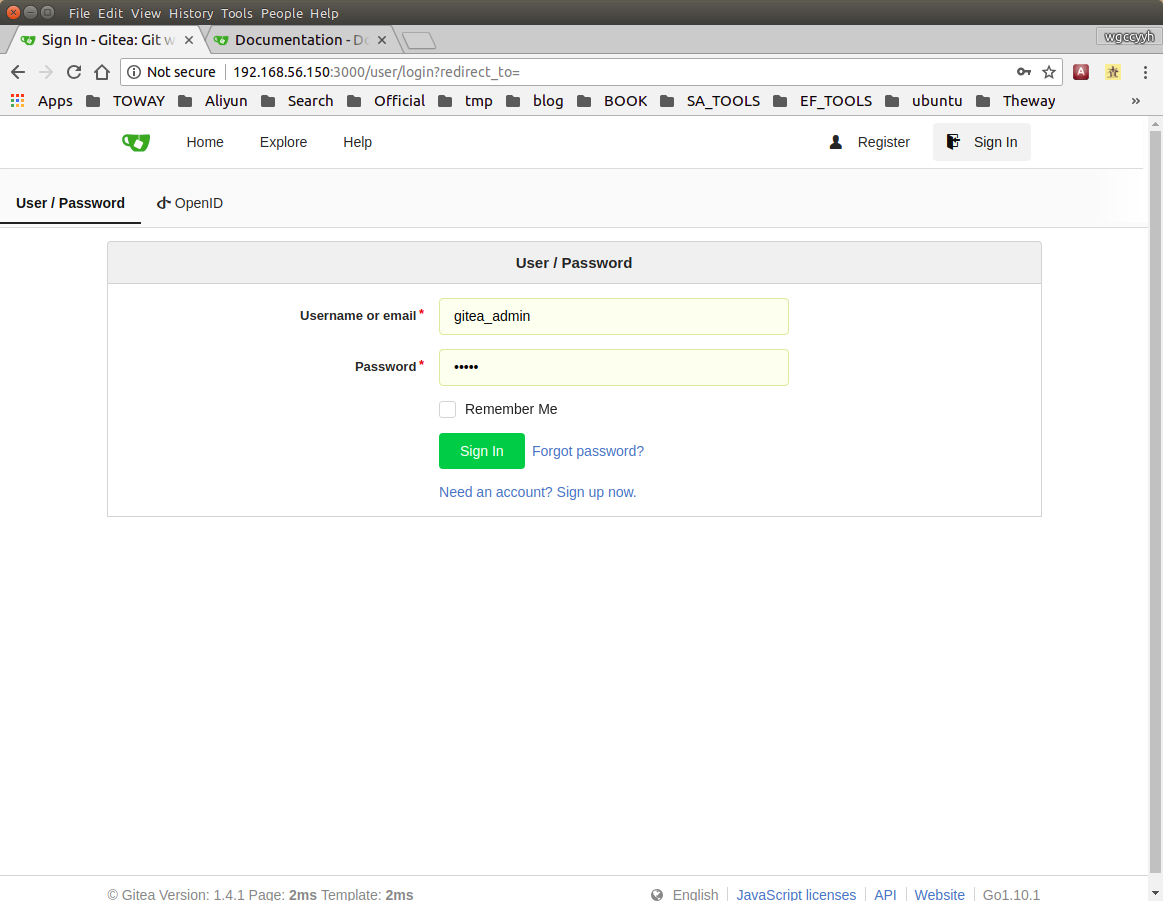 File Edit View History Tools People Help
Sign In - Gitea: Git w Documentation - Do wgccyyh
Not secure 192.168.56.150:3000/user/login?redirect_to=
Apps TOWAY Aliyun Search Official tmp blog BOOK SA_TOOLS EF_TOOLS ubuntu Theway »
Home Explore Help Register Sign In
User / Password OpenID
User / Password
Username or email* gitea_admin
Password* •••••
Remember Me
Sign In Forgot password?
Need an account? Sign up now.
© Gitea Version: 1.4.1 Page: 2ms Template: 2ms English JavaScript licenses API Website Go1.10.1